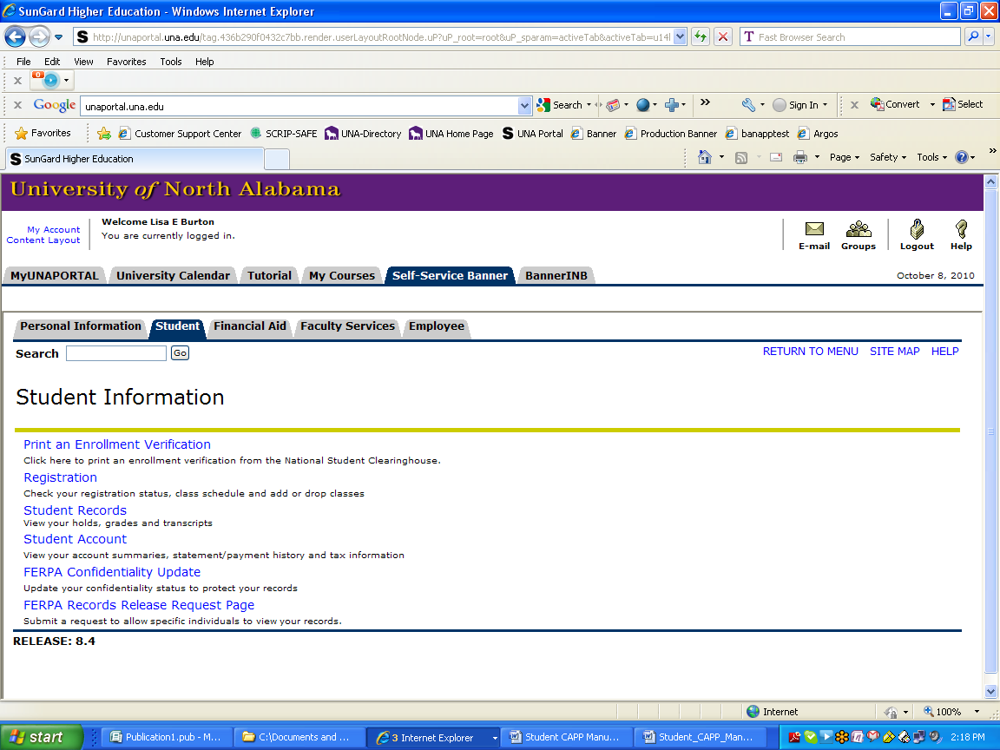 SunGard Higher Education - Windows Internet Explorer
S http://unaportal.una.edu/tag.436b290f0432c7bb.render.userLayoutRootNode.uP?uP_root=root&uP_sparam=activeTab&activeTab=u14l T Fast Browser Search
File Edit View Favorites Tools Help
x 0
x Google unaportal.una.edu Search >> Sign In x Convert Select
Favorites Customer Support Center SCRIP-SAFE UNA-Directory UNA Home Page S UNA Portal Banner Production Banner banapptest Argos
S SunGard Higher Education Page Safety Tools >>
University of North Alabama
My Account
Content Layout
Welcome Lisa E Burton
You are currently logged in.
E-mail Groups Logout Help
MyUNAPORTAL University Calendar Tutorial My Courses Self-Service Banner BannerINB October 8, 2010
Personal Information Student Financial Aid Faculty Services Employee
Search Go RETURN TO MENU SITE MAP HELP
Student Information
Print an Enrollment Verification
Click here to print an enrollment verification from the National Student Clearinghouse.
Registration
Check your registration status, class schedule and add or drop classes
Student Records
View your holds, grades and transcripts
Student Account
View your account summaries, statement/payment history and tax information
FERPA Confidentiality Update
Update your confidentiality status to protect your records
FERPA Records Release Request Page
Submit a request to allow specific individuals to view your records.
RELEASE: 8.4
Internet 100%
start Publication1.pub - M... C:\Documents and ... 3 Internet Explorer Student CAPP Manu... Student_CAPP_Man... 2:18 PM